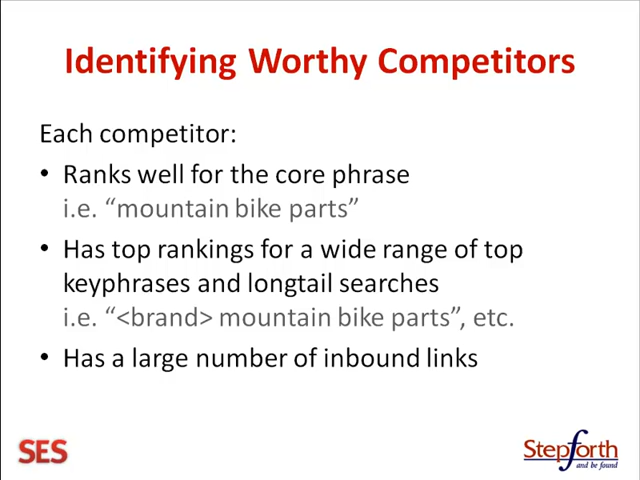 Identifying Worthy Competitors
Each competitor:
• Ranks well for the core phrase
i.e. “mountain bike parts”
• Has top rankings for a wide range of top
keyphrases and longtail searches
i.e. “<brand> mountain bike parts”, etc.
• Has a large number of inbound links
SES
Stepforth
and be found